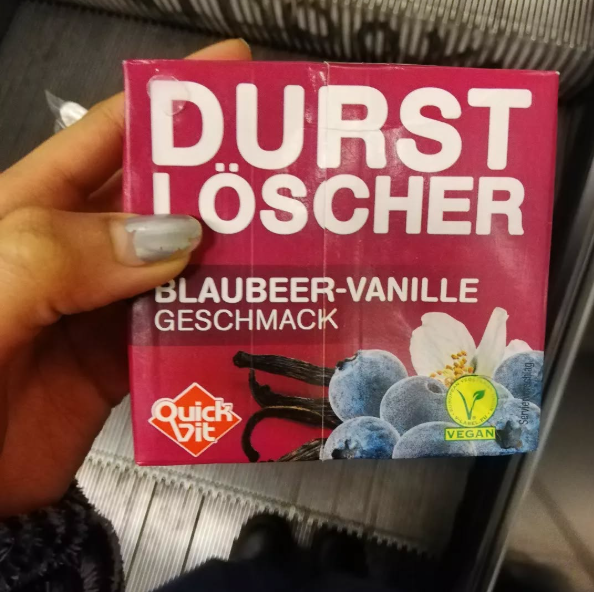 DURST
LÖSCHER
BLAUBEER-VANILLE
GESCHMACK
Quick
Vit
VEGAN